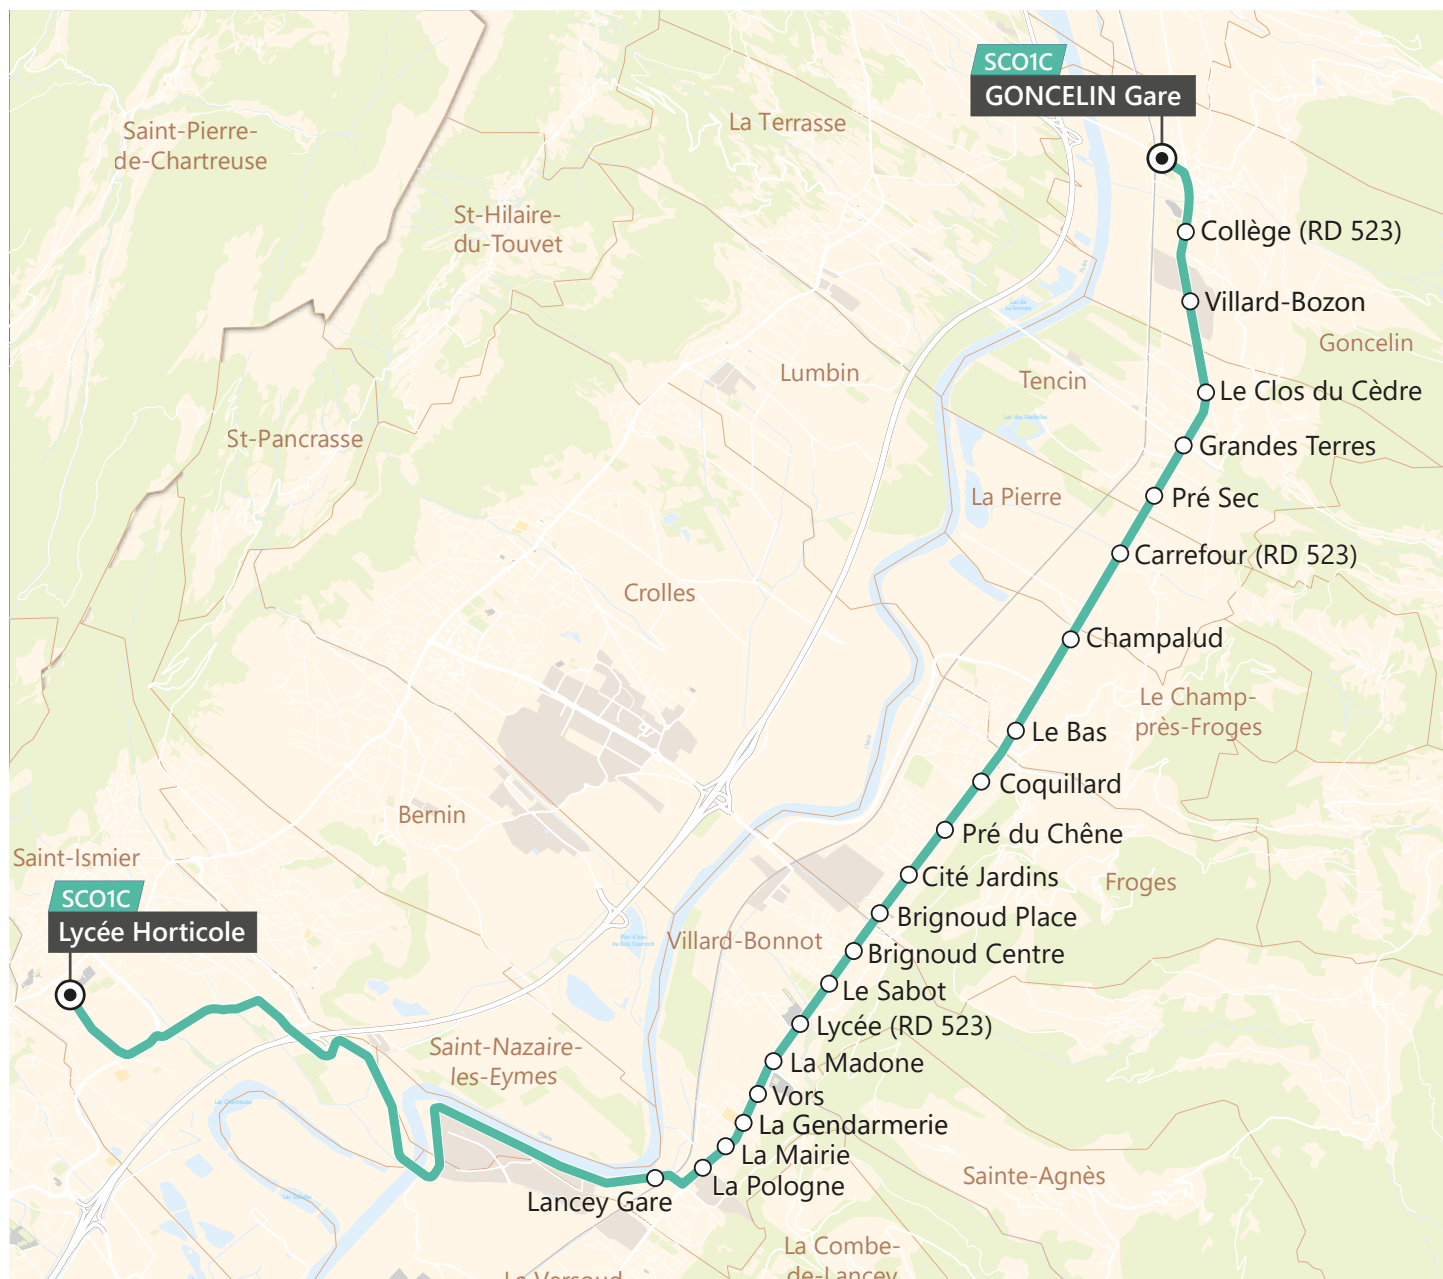 SCO1C
GONCELIN Gare
La Terrasse
Saint-Pierre-
de-Chartreuse
St-Hilaire-
du-Touvet
Collège (RD 523)
Villard-Bozon
Goncelin
Lumbin
Tencin
Le Clos du Cèdre
St-Pancrasse
Grandes Terres
La Pierre
Pré Sec
Carrefour (RD 523)
Crolles
Champalud
Le Champ-
près-Froges
Le Bas
Coquillard
Bernin
Pré du Chêne
Saint-Ismier
Cité Jardins
Froges
SCO1C
Lycée Horticole
Brignoud Place
Villard-Bonnot
Brignoud Centre
Le Sabot
Lycée (RD 523)
Saint-Nazaire-
les-Eymes
La Madone
Vors
La Gendarmerie
La Mairie
Sainte-Agnès
La Pologne
Lancey Gare
La Combe-
de-Lancey
Le Versoud